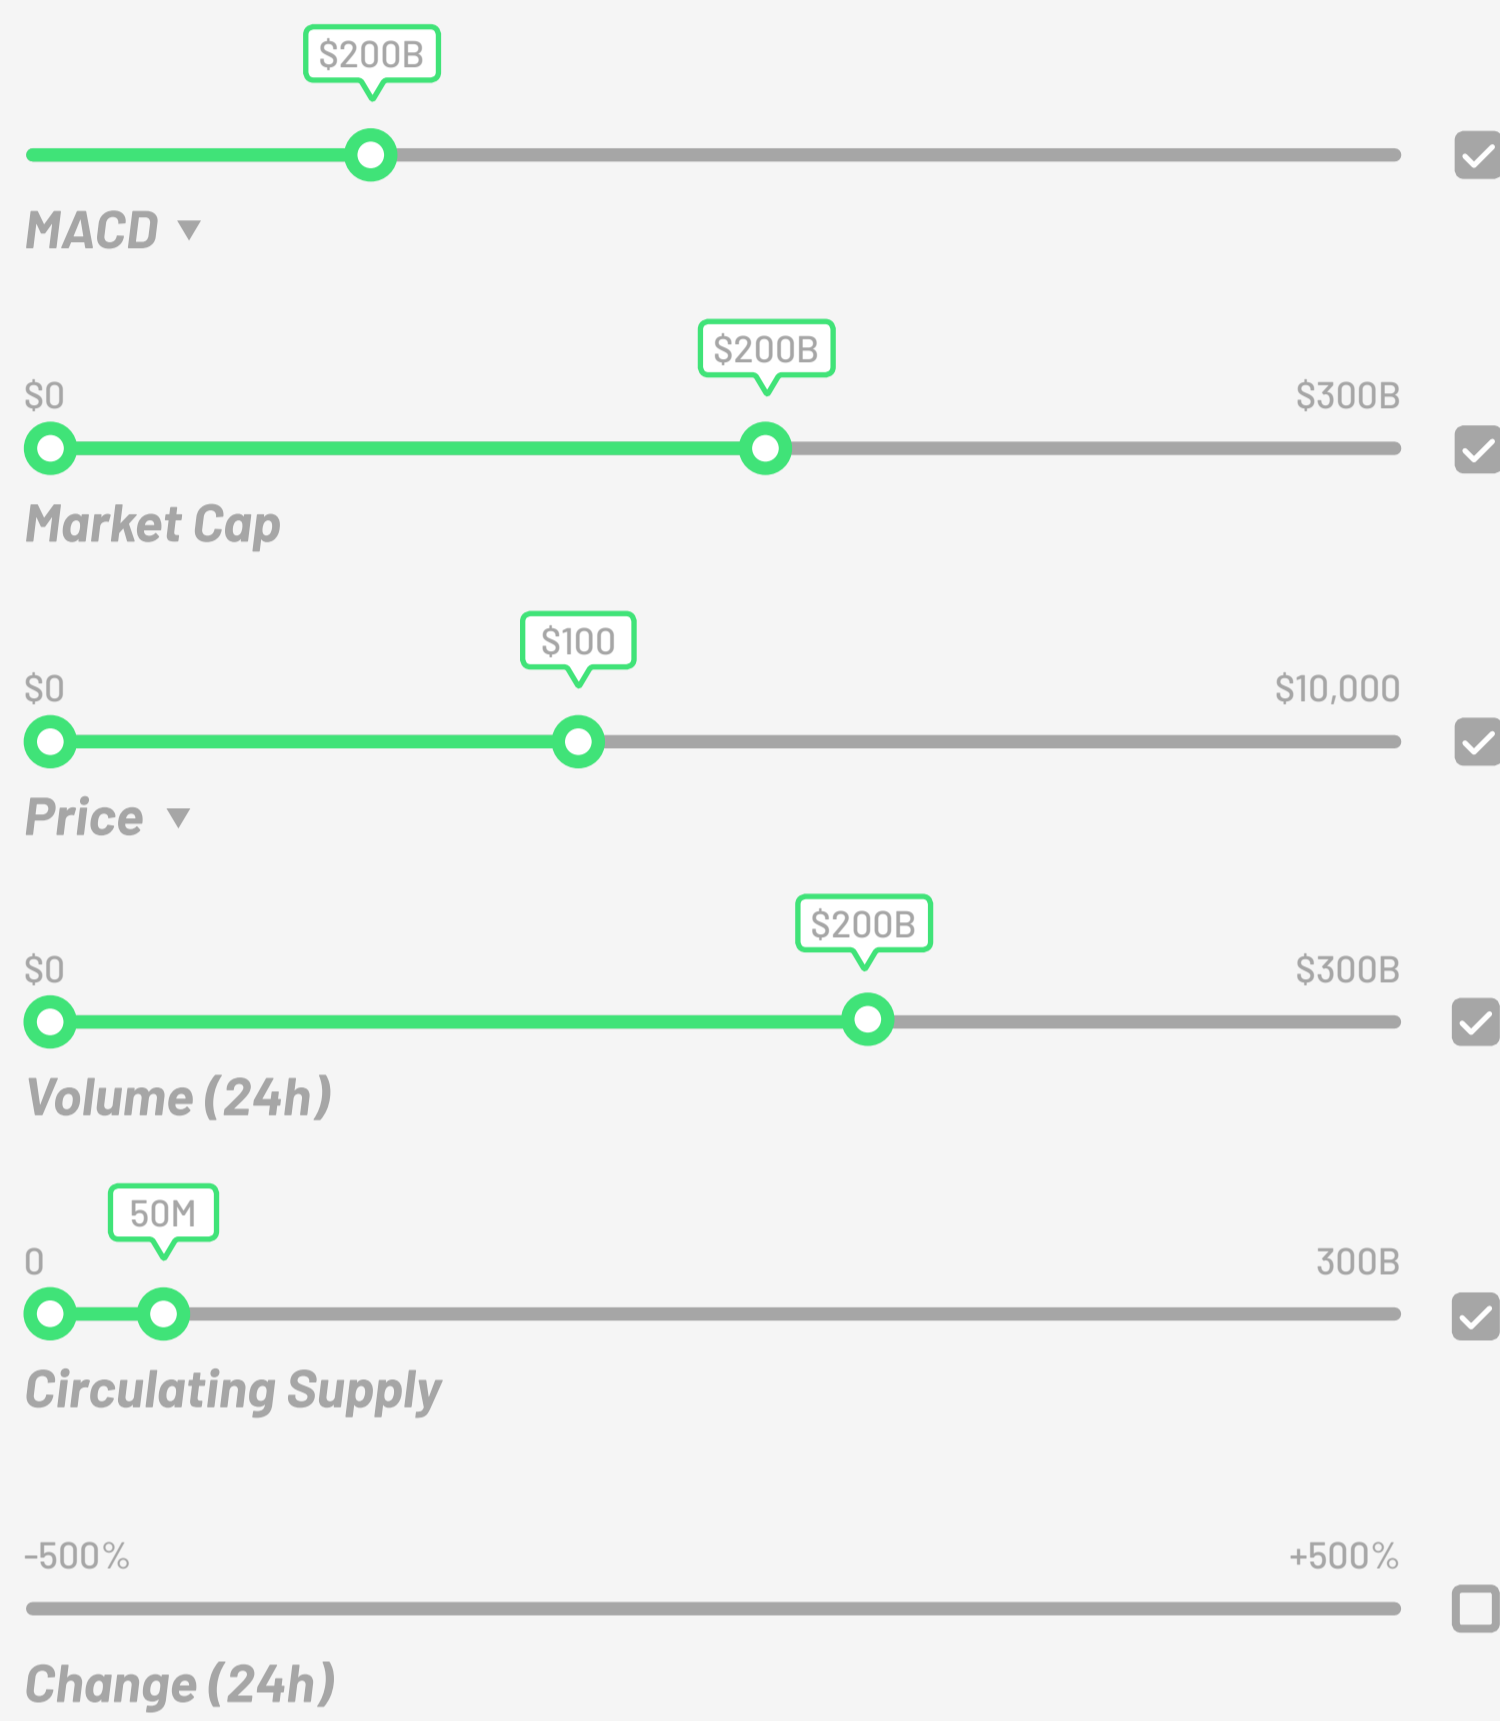 $200B
MACD ▼
$200B
$0 $300B
Market Cap
$100
$0 $10,000
Price ▼
$200B
$0 $300B
Volume (24h)
50M
0 300B
Circulating Supply
-500% +500%
Change (24h)